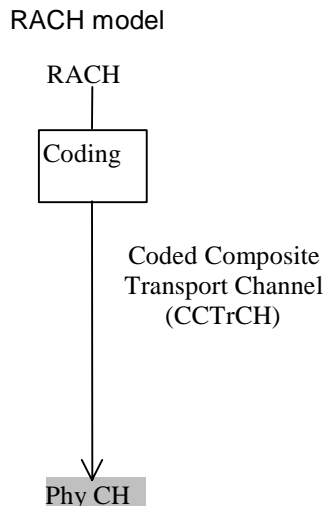 RACH model
RACH
Coding
Coded Composite
Transport Channel
(CCTrCH)
Phy CH